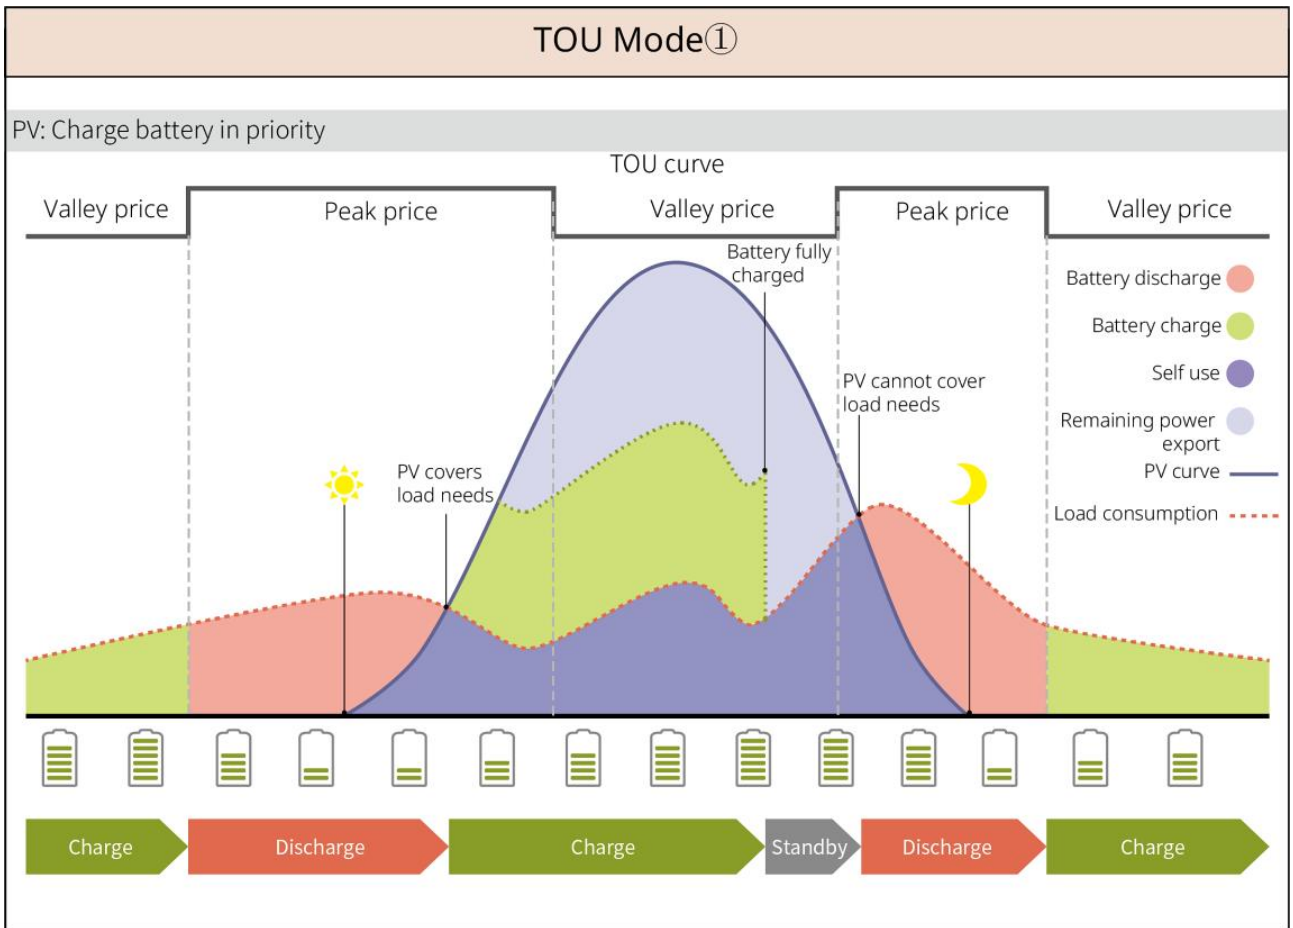 TOU Mode①
PV: Charge battery in priority
TOU curve
Valley price
Peak price
Valley price
Peak price
Valley price
Battery fully
charged
Battery discharge
Battery charge
Self use
Remaining power
export
PV curve
Load consumption
PV cannot cover
load needs
PV covers
load needs
Charge
Discharge
Charge
Standby
Discharge
Charge